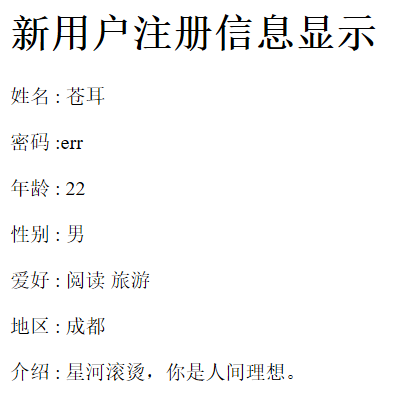 新用户注册信息显示
姓名 : 苍耳
密码 :err
年龄 : 22
性别 : 男
爱好 : 阅读 旅游
地区 : 成都
介绍 : 星河滚烫，你是人间理想。